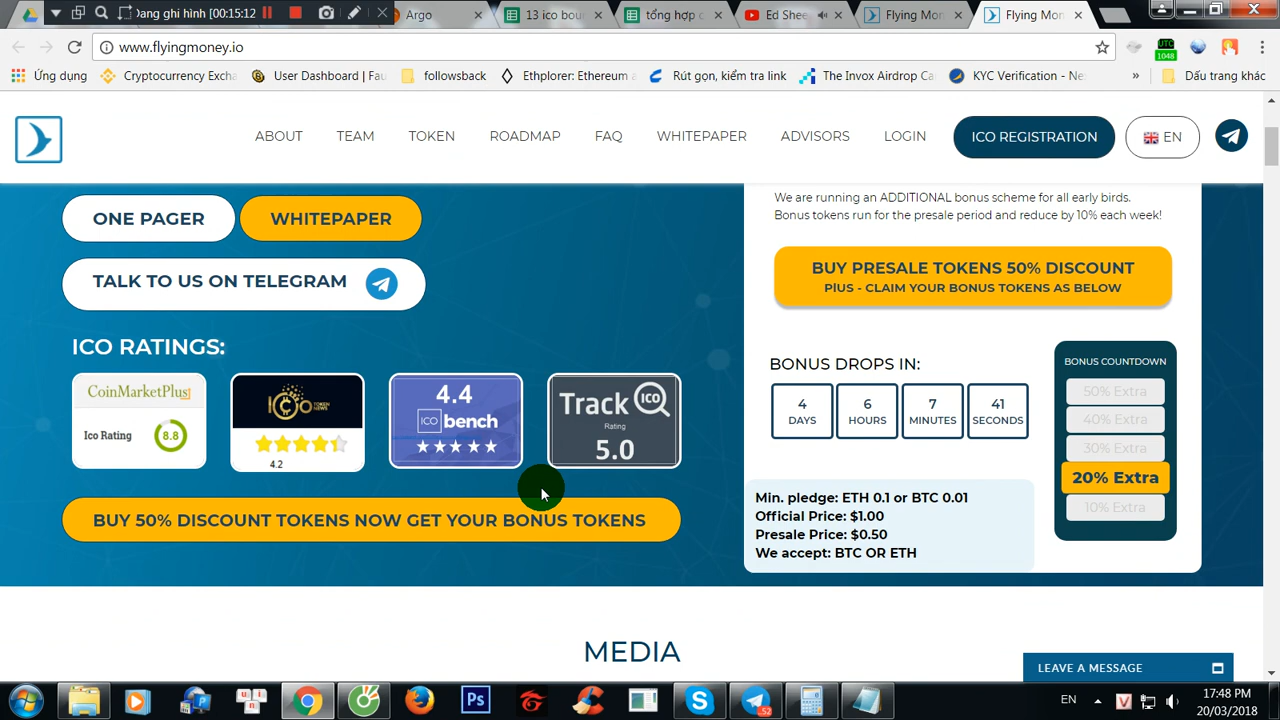 Đang ghi hình [00:15:12]
Argo
13 ico bou
tổng hợp c
Ed Shee
Flying Mon
Flying Mon
www.flyingmoney.io
UTC
1048
Ứng dụng
Cryptocurrency Excha
User Dashboard | Fau
followsback
Ethplorer: Ethereum a
Rút gọn, kiểm tra link
The Invox Airdrop Ca
KYC Verification - Ne
»
Dấu trang khác
ABOUT
TEAM
TOKEN
ROADMAP
FAQ
WHITEPAPER
ADVISORS
LOGIN
ICO REGISTRATION
EN
ONE PAGER
WHITEPAPER
TALK TO US ON TELEGRAM
ICO RATINGS:
CoinMarketPlus
Ico Rating
8.8
TOKEN
NEWS
4.2
4.4
ICO bench
Track ICO
Rating
5.0
BUY 50% DISCOUNT TOKENS NOW GET YOUR BONUS TOKENS
We are running an ADDITIONAL bonus scheme for all early birds.
Bonus tokens run for the presale period and reduce by 10% each week!
BUY PRESALE TOKENS 50% DISCOUNT
PlUS - CLAIM YOUR BONUS TOKENS AS BELOW
BONUS DROPS IN:
4
DAYS
6
HOURS
7
MINUTES
41
SECONDS
BONUS COUNTDOWN
50% Extra
40% Extra
30% Extra
20% Extra
10% Extra
Min. pledge: ETH 0.1 or BTC 0.01
Official Price: $1.00
Presale Price: $0.50
We accept: BTC OR ETH
MEDIA
LEAVE A MESSAGE
u
i
n
Ps
52
EN
V
17:48 PM
20/03/2018